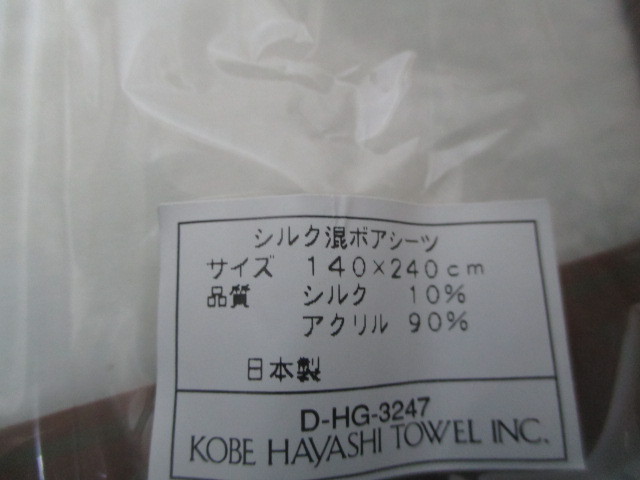 シルク混ボアシーツ
サイズ 140×240cm
品質 シルク 10%
アクリル 90%
日本製
D-HG-3247
KOBE HAYASHI TOWEL INC.